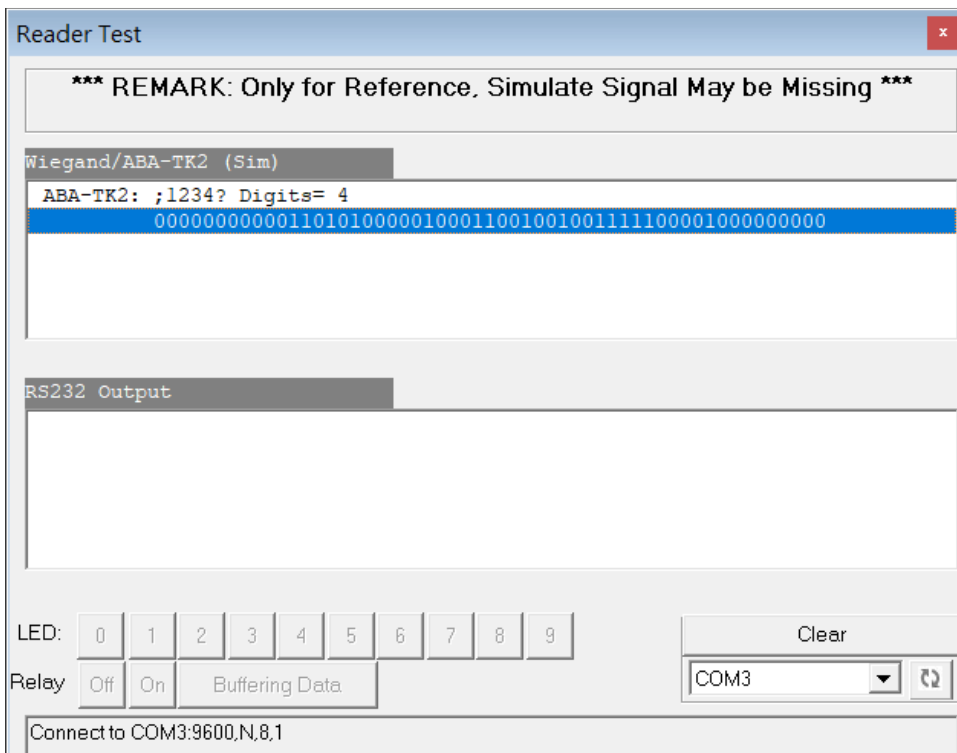 Reader Test
x
*** REMARK: Only for Reference, Simulate Signal May be Missing ***
Wiegand/ABA-TK2 (Sim)
ABA-TK2: ;1234? Digits= 4
0000000000110101000001000110010010011111000010000000000
RS232 Output
LED: 0 1 2 3 4 5 6 7 8 9
Clear
Relay Off On Buffering Data
COM3
Connect to COM3:9600,N,8,1